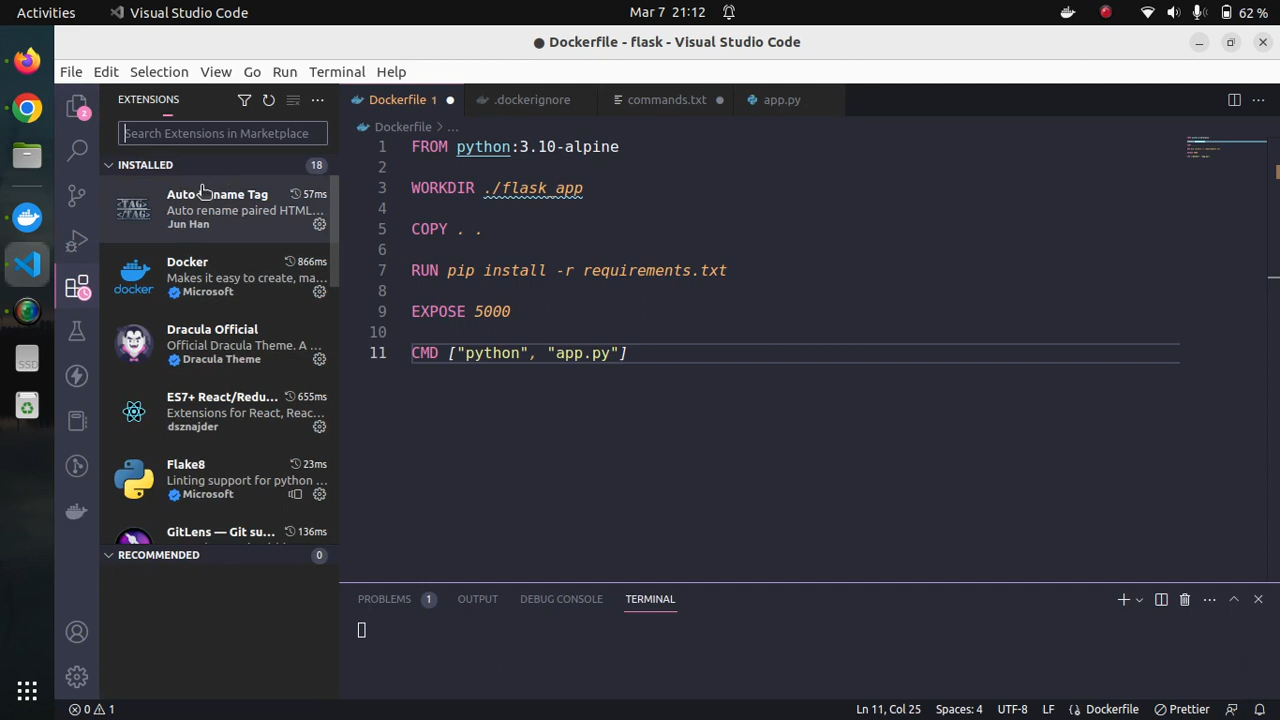 Activities
Visual Studio Code
Mar 7 21:12
62 %
Dockerfile - flask - Visual Studio Code
File Edit Selection View Go Run Terminal Help
EXTENSIONS
Search Extensions in Marketplace
INSTALLED 18
57ms
Auto rename paired HTML...
Jun Han
Docker 866ms
Makes it easy to create, ma...
Microsoft
docker
Dracula Official
Official Dracula Theme. A ...
Dracula Theme
ES7+ React/Redu... 655ms
Extensions for React, Reac...
dsznajder
Flake8 23ms
Linting support for python ...
Microsoft
GitLens — Git su... 136ms
RECOMMENDED 0
2
SSD
Dockerfile 1
.dockerignore
commands.txt
app.py
Dockerfile > ...
1 FROM python:3.10-alpine
2
3 WORKDIR ./flask_app
4
5 COPY . .
6
7 RUN pip install -r requirements.txt
8
9 EXPOSE 5000
10
11 CMD ["python", "app.py"]
PROBLEMS 1 OUTPUT DEBUG CONSOLE TERMINAL
0 1
Ln 11, Col 25 Spaces: 4 UTF-8 LF Dockerfile Prettier